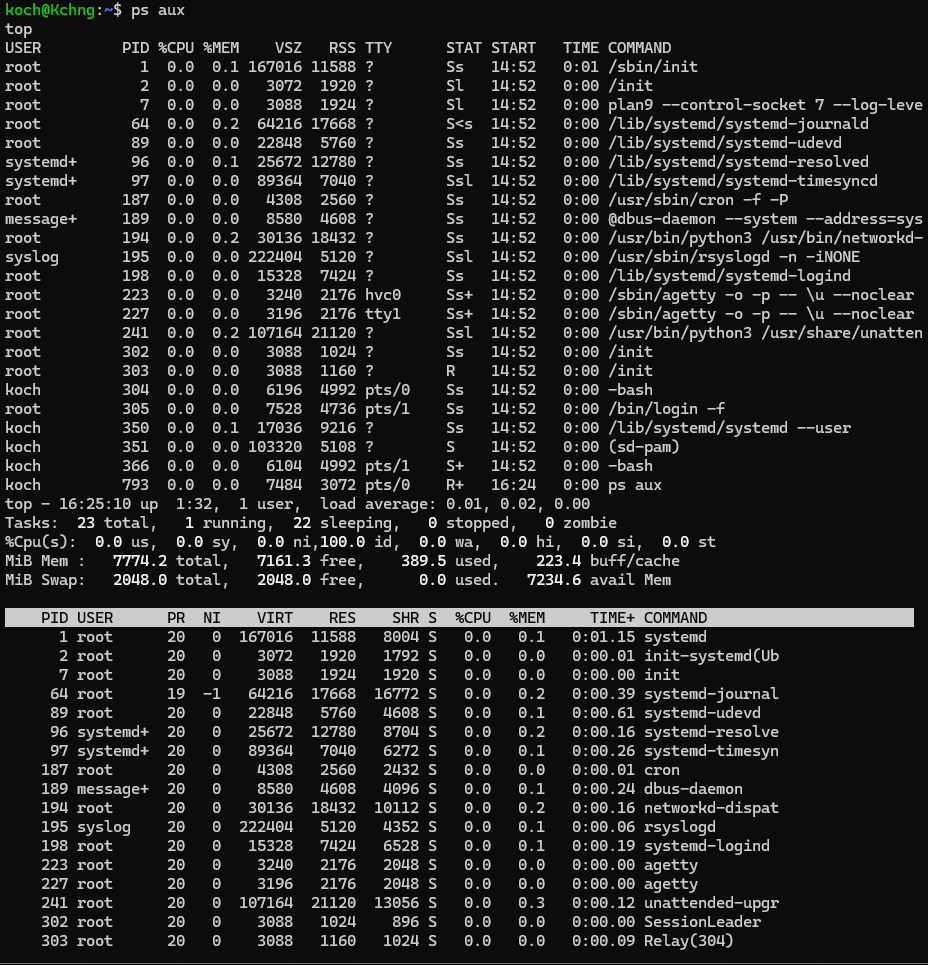 koch@Kchng:~$ ps aux
top
USER         PID %CPU %MEM    VSZ   RSS TTY      STAT START   TIME COMMAND
root           1  0.0  0.1 167016 11588 ?        Ss   14:52   0:01 /sbin/init
root           2  0.0  0.0   3072  1920 ?        Sl   14:52   0:00 /init
root           7  0.0  0.0   3088  1924 ?        Sl   14:52   0:00 plan9 --control-socket 7 --log-leve
root          64  0.0  0.2  64216 17668 ?        S<s  14:52   0:00 /lib/systemd/systemd-journald
root          89  0.0  0.0  22848  5760 ?        Ss   14:52   0:00 /lib/systemd/systemd-udevd
systemd+      96  0.0  0.1  25672 12780 ?        Ss   14:52   0:00 /lib/systemd/systemd-resolved
systemd+      97  0.0  0.0  89364  7040 ?        Ssl  14:52   0:00 /lib/systemd/systemd-timesyncd
root         187  0.0  0.0   4308  2560 ?        Ss   14:52   0:00 /usr/sbin/cron -f -P
message+     189  0.0  0.0   8580  4608 ?        Ss   14:52   0:00 @dbus-daemon --system --address=sys
root         194  0.0  0.2  30136 18432 ?        Ss   14:52   0:00 /usr/bin/python3 /usr/bin/networkd-
syslog       195  0.0  0.0 222404  5120 ?        Ssl  14:52   0:00 /usr/sbin/rsyslogd -n -iNONE
root         198  0.0  0.0  15328  7424 ?        Ss   14:52   0:00 /lib/systemd/systemd-logind
root         223  0.0  0.0   3240  2176 hvc0     Ss+  14:52   0:00 /sbin/agetty -o -p -- \u --noclear
root         227  0.0  0.0   3196  2176 tty1     Ss+  14:52   0:00 /sbin/agetty -o -p -- \u --noclear
root         241  0.0  0.2 107164 21120 ?        Ssl  14:52   0:00 /usr/bin/python3 /usr/share/unatten
root         302  0.0  0.0   3088  1024 ?        Ss   14:52   0:00 /init
root         303  0.0  0.0   3088  1160 ?        R    14:52   0:00 /init
koch         304  0.0  0.0   6196  4992 pts/0    Ss   14:52   0:00 -bash
root         305  0.0  0.0   7528  4736 pts/1    Ss   14:52   0:00 /bin/login -f
koch         350  0.0  0.1  17036  9216 ?        Ss   14:52   0:00 /lib/systemd/systemd --user
koch         351  0.0  0.0 103320  5108 ?        S    14:52   0:00 (sd-pam)
koch         366  0.0  0.0   6104  4992 pts/1    S+   14:52   0:00 -bash
koch         793  0.0  0.0   7484  3072 pts/0    R+   16:24   0:00 ps aux
top - 16:25:10 up  1:32,  1 user,  load average: 0.01, 0.02, 0.00
Tasks:  23 total,   1 running,  22 sleeping,   0 stopped,   0 zombie
%Cpu(s):  0.0 us,  0.0 sy,  0.0 ni,100.0 id,  0.0 wa,  0.0 hi,  0.0 si,  0.0 st
MiB Mem :   7774.2 total,   7161.3 free,    389.5 used,    223.4 buff/cache
MiB Swap:   2048.0 total,   2048.0 free,      0.0 used.   7234.6 avail Mem
    PID USER      PR  NI    VIRT    RES    SHR S  %CPU  %MEM     TIME+ COMMAND
      1 root      20   0  167016  11588   8004 S   0.0   0.1   0:01.15 systemd
      2 root      20   0    3072   1920   1792 S   0.0   0.0   0:00.01 init-systemd(Ub
      7 root      20   0    3088   1924   1920 S   0.0   0.0   0:00.00 init
     64 root      19  -1   64216  17668  16772 S   0.0   0.2   0:00.39 systemd-journal
     89 root      20   0   22848   5760   4608 S   0.0   0.1   0:00.61 systemd-udevd
     96 systemd+  20   0   25672  12780   8704 S   0.0   0.2   0:00.16 systemd-resolve
     97 systemd+  20   0   89364   7040   6272 S   0.0   0.1   0:00.26 systemd-timesyn
    187 root      20   0    4308   2560   2432 S   0.0   0.0   0:00.01 cron
    189 message+  20   0    8580   4608   4096 S   0.0   0.1   0:00.24 dbus-daemon
    194 root      20   0   30136  18432  10112 S   0.0   0.2   0:00.16 networkd-dispat
    195 syslog    20   0  222404   5120   4352 S   0.0   0.1   0:00.06 rsyslogd
    198 root      20   0   15328   7424   6528 S   0.0   0.1   0:00.19 systemd-logind
    223 root      20   0    3240   2176   2048 S   0.0   0.0   0:00.00 agetty
    227 root      20   0    3196   2176   2048 S   0.0   0.0   0:00.00 agetty
    241 root      20   0  107164  21120  13056 S   0.0   0.3   0:00.12 unattended-upgr
    302 root      20   0    3088   1024    896 S   0.0   0.0   0:00.00 SessionLeader
    303 root      20   0    3088   1160   1024 S   0.0   0.0   0:00.09 Relay(304)